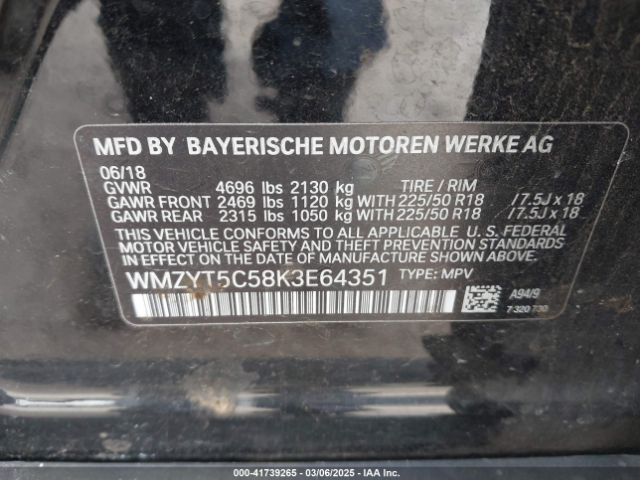 MFD BY BAYERISCHE MOTOREN WERKE AG
06/18
GVWR 4696 lbs 2130 kg TIRE / RIM
GAWR FRONT 2469 lbs 1120 kg WITH 225/50 R18 /7.5J x 18
GAWR REAR 2315 lbs 1050 kg WITH 225/50 R18 /7.5J x 18
THIS VEHICLE CONFORMS TO ALL APPLICABLE U. S. FEDERAL
MOTOR VEHICLE SAFETY, BUMPER, AND THEFT PREVENTION
STANDARDS IN EFFECT ON THE DATE OF MANUFACTURE SHOWN ABOVE.
WMZYT5C58K3E64351 TYPE: MPV
A94/9
7 320 730
000-41739265 - 03/06/2025 - IAAI.COM